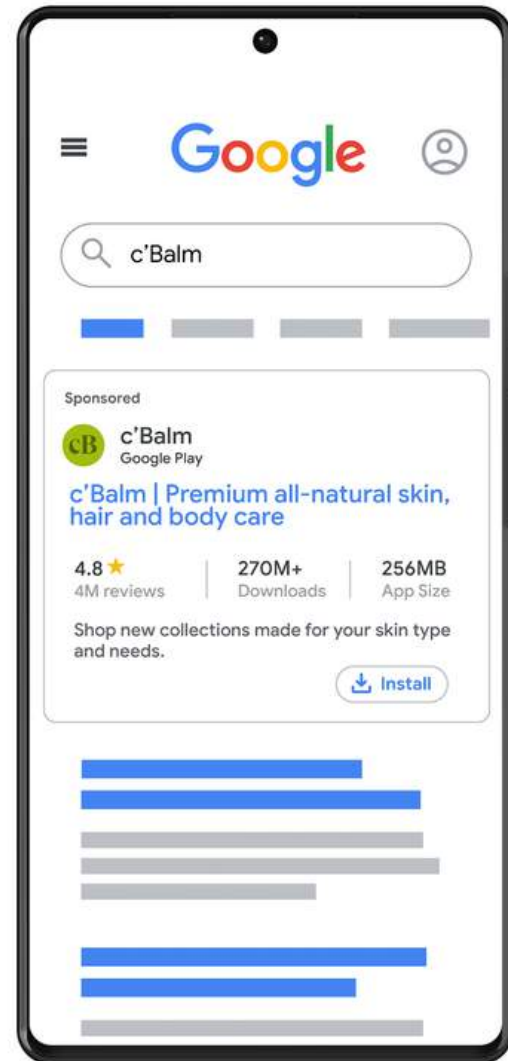 Google
c’Balm
Sponsored
cB
c’Balm
Google Play
c’Balm | Premium all-natural skin,
hair and body care
4.8★ 270M+ 256MB
4M reviews Downloads App Size
Shop new collections made for your skin type
and needs.
Install